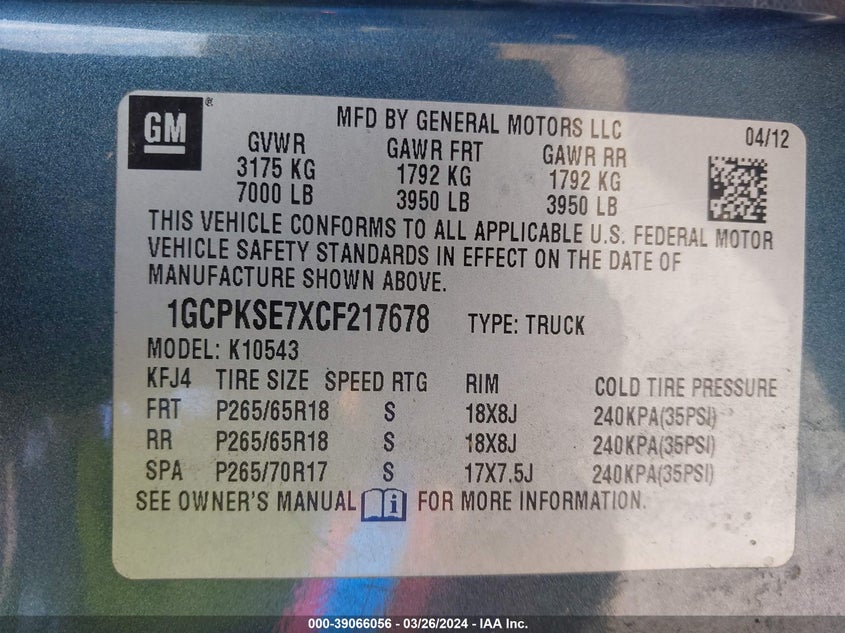 GM ®
MFD BY GENERAL MOTORS LLC 04/12
GVWR GAWR FRT GAWR RR
3175 KG 1792 KG 1792 KG
7000 LB 3950 LB 3950 LB
THIS VEHICLE CONFORMS TO ALL APPLICABLE U.S. FEDERAL MOTOR
VEHICLE SAFETY STANDARDS IN EFFECT ON THE DATE OF
MANUFACTURE SHOWN ABOVE.
1GCPKSE7XCF217678 TYPE: TRUCK
MODEL: K10543
KFJ4 TIRE SIZE SPEED RTG RIM COLD TIRE PRESSURE
FRT P265/65R18 S 18X8J 240KPA(35PSI)
RR P265/65R18 S 18X8J 240KPA(35PSI)
SPA P265/70R17 S 17X7.5J 240KPA(35PSI)
SEE OWNER'S MANUAL i FOR MORE INFORMATION.
000-39066056 - 03/26/2024 - IAA Inc.